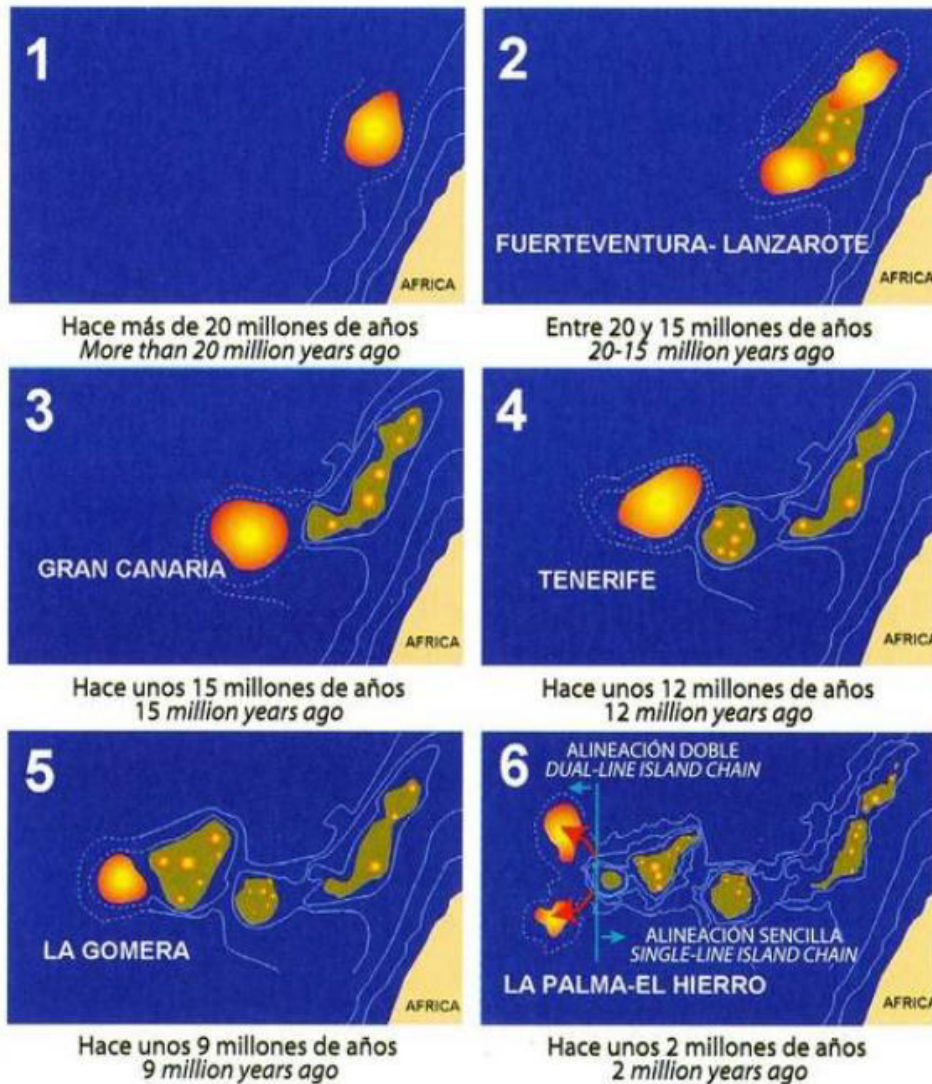 1
AFRICA
Hace más de 20 millones de años
More than 20 million years ago
2
FUERTEVENTURA- LANZAROTE
AFRICA
Entre 20 y 15 millones de años
20-15 million years ago
3
GRAN CANARIA
AFRICA
Hace unos 15 millones de años
15 million years ago
4
TENERIFE
AFRICA
Hace unos 12 millones de años
12 million years ago
5
LA GOMERA
AFRICA
Hace unos 9 millones de años
9 million years ago
6
ALINEACIÓN DOBLE
DUAL-LINE ISLAND CHAIN
ALINEACIÓN SENCILLA
SINGLE-LINE ISLAND CHAIN
LA PALMA-EL HIERRO
AFRICA
Hace unos 2 millones de años
2 million years ago